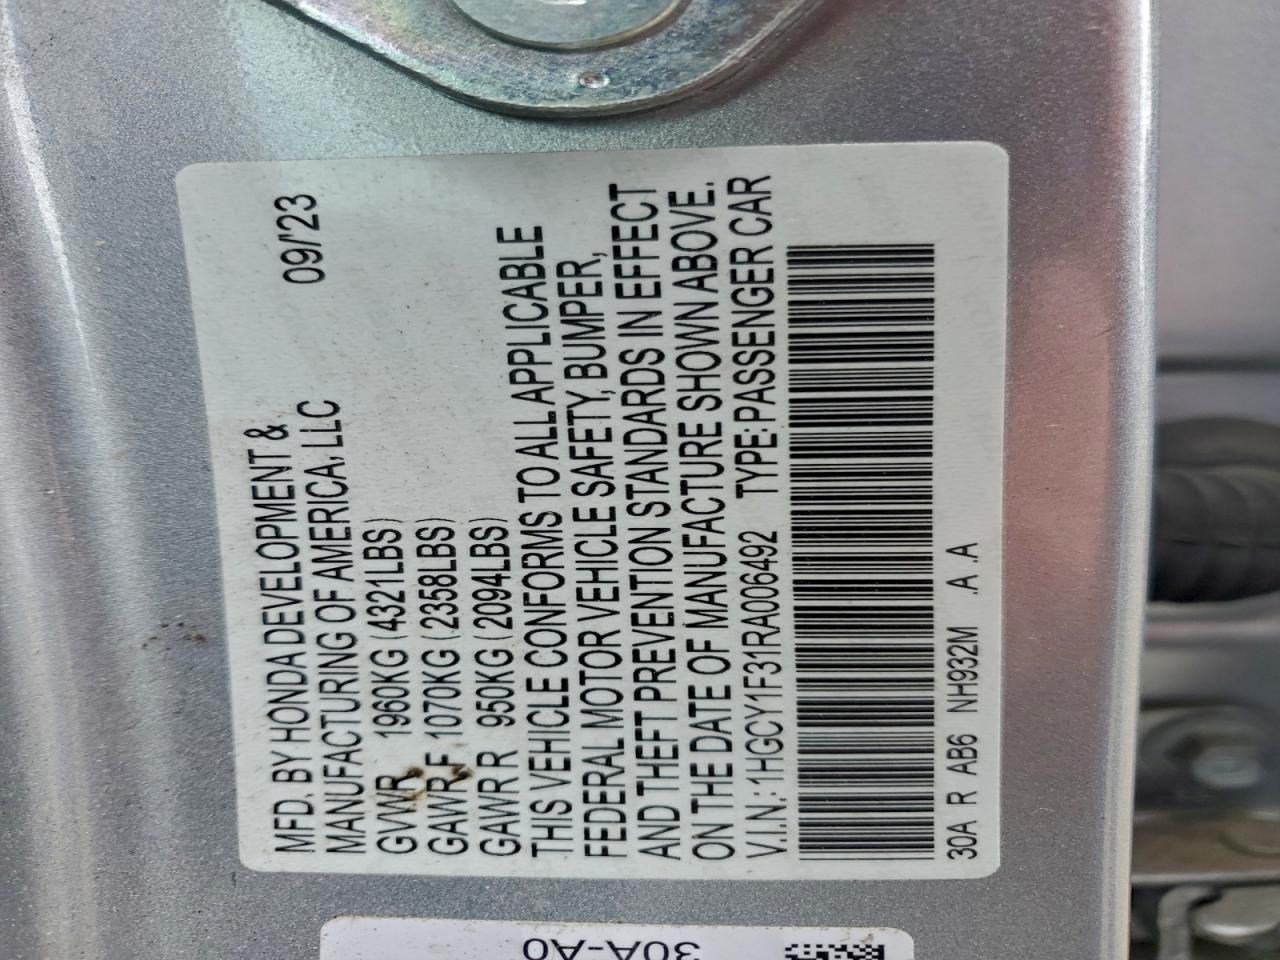 MFD. BY HONDA DEVELOPMENT &
MANUFACTURING OF AMERICA, LLC 09/'23
GVWR 1960KG (4321LBS)
GAWR F 1070KG (2358LBS)
GAWR R 950KG (2094LBS)
THIS VEHICLE CONFORMS TO ALL APPLICABLE
FEDERAL MOTOR VEHICLE SAFETY, BUMPER,
AND THEFT PREVENTION STANDARDS IN EFFECT
ON THE DATE OF MANUFACTURE SHOWN ABOVE.
V.I.N.: 1HGCY1F31RA006492 TYPE: PASSENGER CAR
30A R AB6 NH932M .A .A
30A-A0